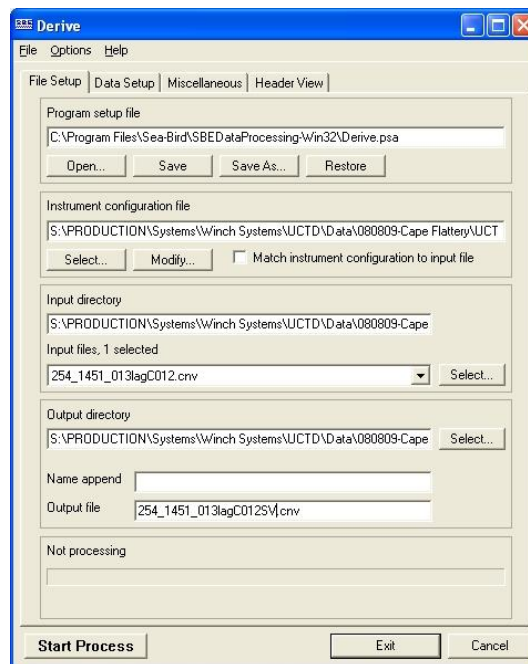 SBE Derive
File Options Help
File Setup Data Setup Miscellaneous Header View
Program setup file
C:\Program Files\Sea-Bird\SBEDataProcessing-Win32\Derive.psa
Open... Save Save As... Restore
Instrument configuration file
S:\PRODUCTION\Systems\Winch Systems\UCTD\Data\080809-Cape Flattery\UCT
Select... Modify... Match instrument configuration to input file
Input directory
S:\PRODUCTION\Systems\Winch Systems\UCTD\Data\080809-Cape
Input files, 1 selected
254_1451_013lagC012.cnv Select...
Output directory
S:\PRODUCTION\Systems\Winch Systems\UCTD\Data\080809-Cape Select...
Name append
Output file 254_1451_013lagC012SV.cnv
Not processing
Start Process Exit Cancel